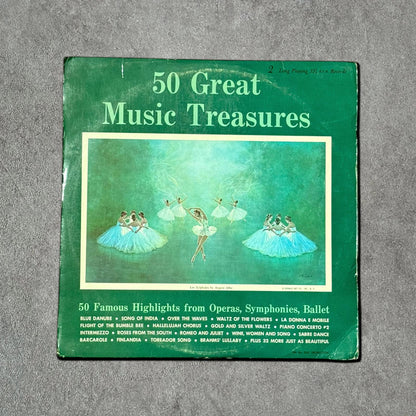 2 Long Playing 33 1/3 Records
50 Great
Music Treasures
Les Sylphides by
50 Famous Highlights from Operas, Symphonies, Ballet
BLUE DANUBE • SONG OF INDIA • OVER THE WAVES • WALTZ OF THE FLOWERS • LA DONNA E MOBILE
FLIGHT OF THE BUMBLE BEE • HALLELUJAH CHORUS • GOLD AND SILVER WALTZ • PIANO CONCERTO #2
INTERMEZZO • ROSES FROM THE SOUTH • ROMEO AND JULIET • WINE, WOMEN AND SONG • SABRE DANCE
BARCAROLE • FINLANDIA • TOREADOR SONG • BRAHMS' LULLABY • PLUS 32 MORE JUST AS BEAUTIFUL